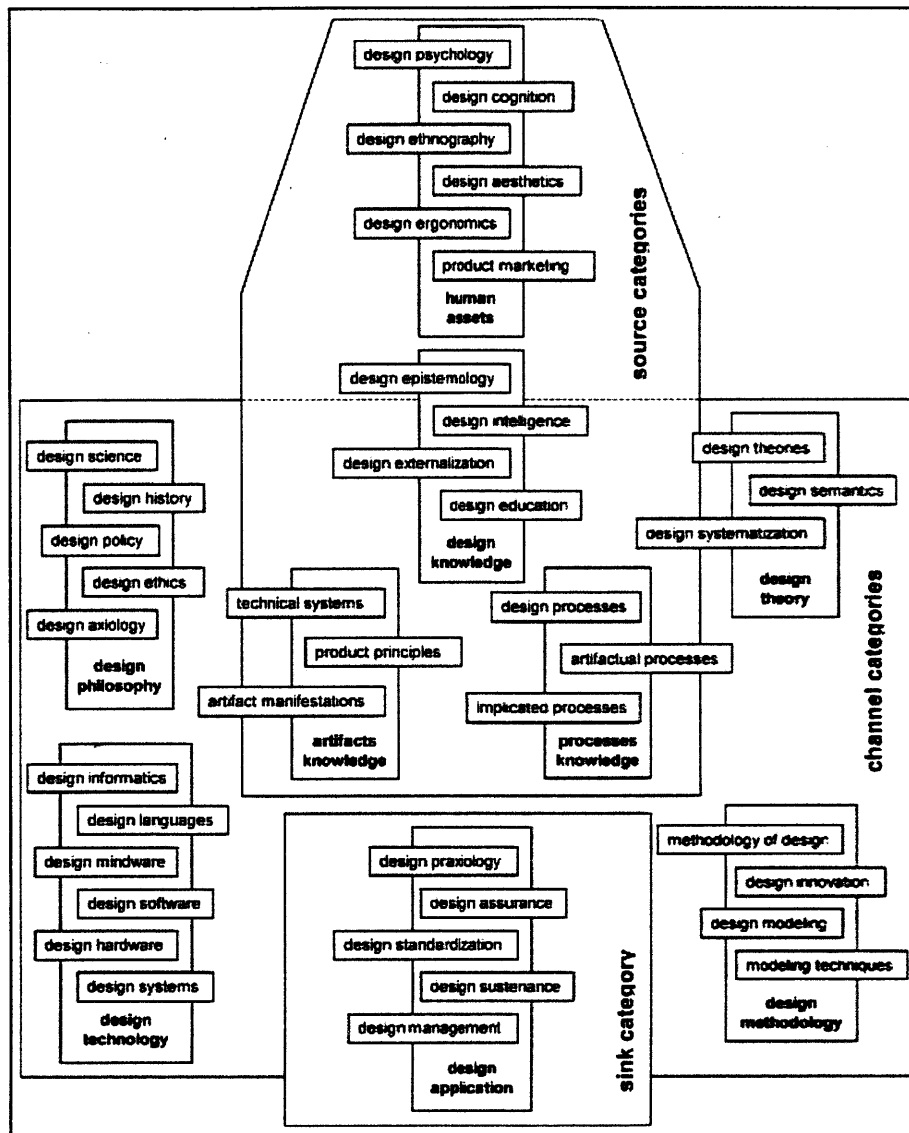 design psychology
design cognition
design ethnography
design aesthetics
design ergonomics
product marketing
human
assets
source categories
design epistemology
design intelligence
design externalization
design education
design
knowledge
design science
design history
design policy
design ethics
design axiology
design
philosophy
technical systems
product principles
artifact manifestations
artifacts
knowledge
design processes
artifactual processes
implicated processes
processes
knowledge
design theories
design semantics
design systematization
design
theory
channel categories
design informatics
design languages
design mindware
design software
design hardware
design systems
design
technology
design praxiology
design assurance
design standardization
design sustenance
design management
design
application
sink category
methodology of design
design innovation
design modeling
modeling techniques
design
methodology